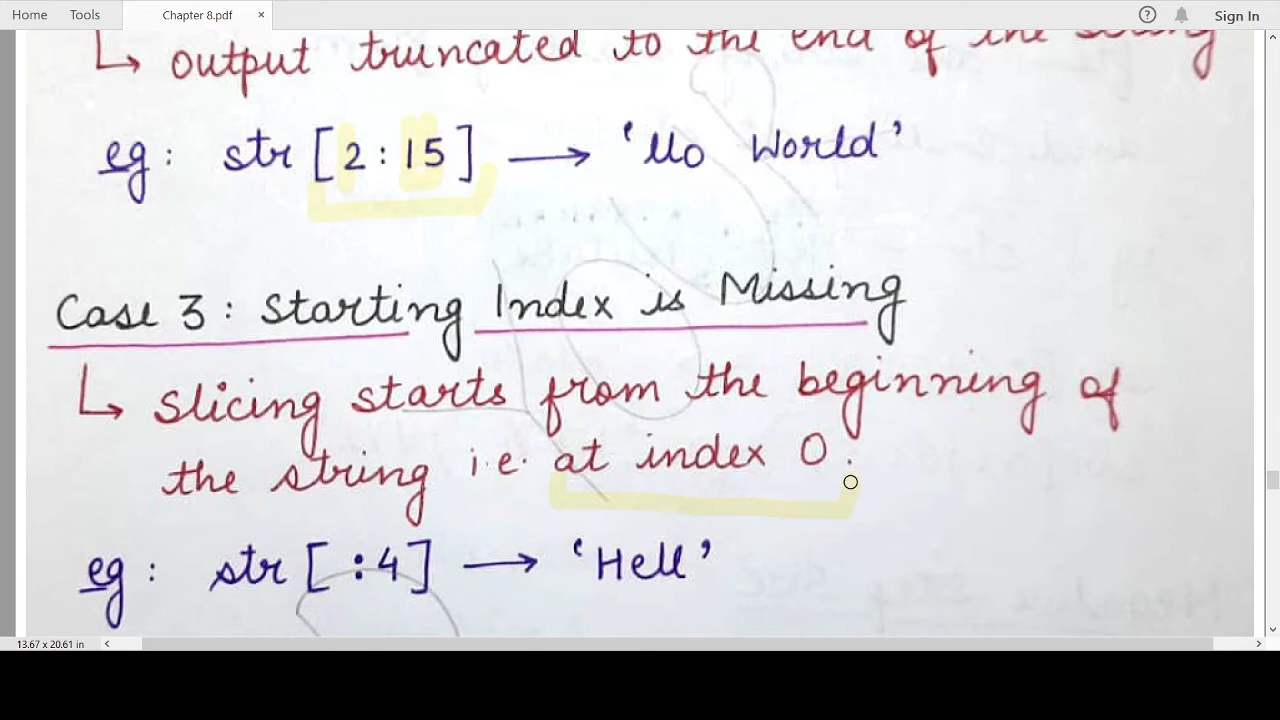 Home Tools Chapter 8.pdf × Sign In
output truncated to the end of the string
eg: str [2:15] → 'llo World'
Case 3: Starting Index is Missing
slicing starts from the beginning of
the string i.e. at index 0.
eg: str [:4] → 'Hell'
13.67 x 20.61 in